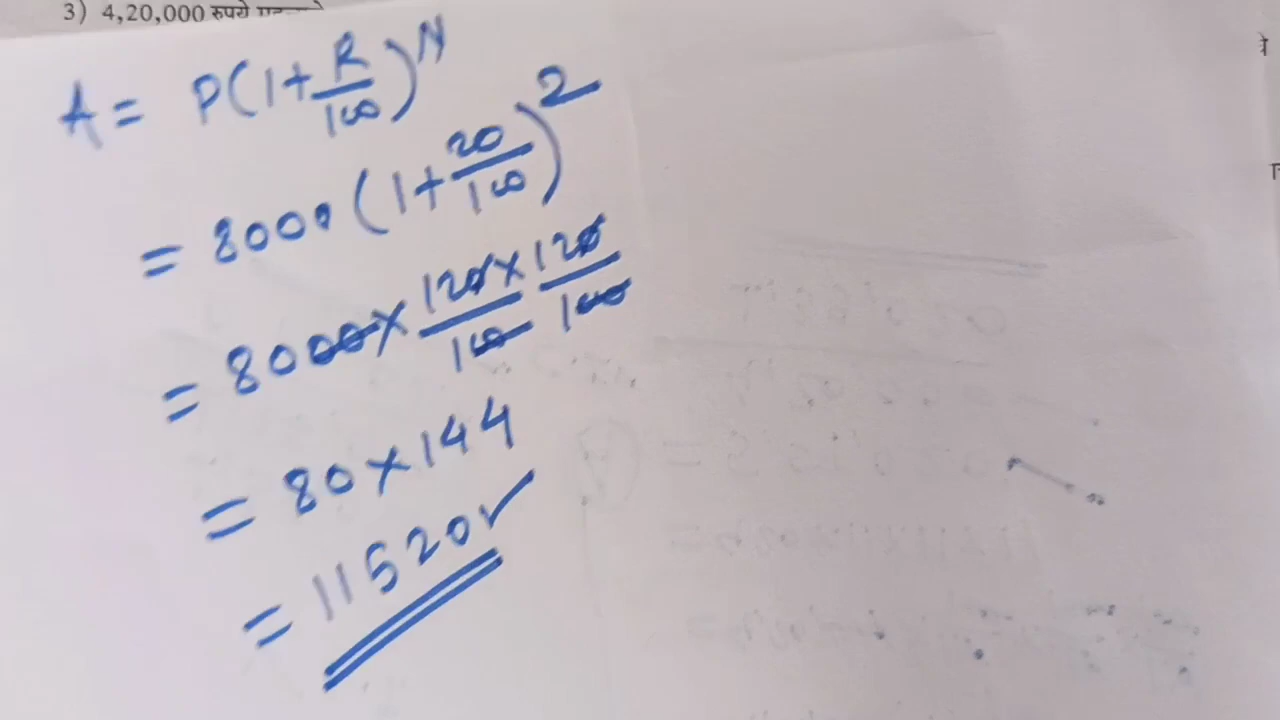 3) 4,20,000 रुपये
A = P(1+R/100)^N
= 8000(1+20/100)^2
= 8000×120/100×120/100
= 80×144
= 11520✓